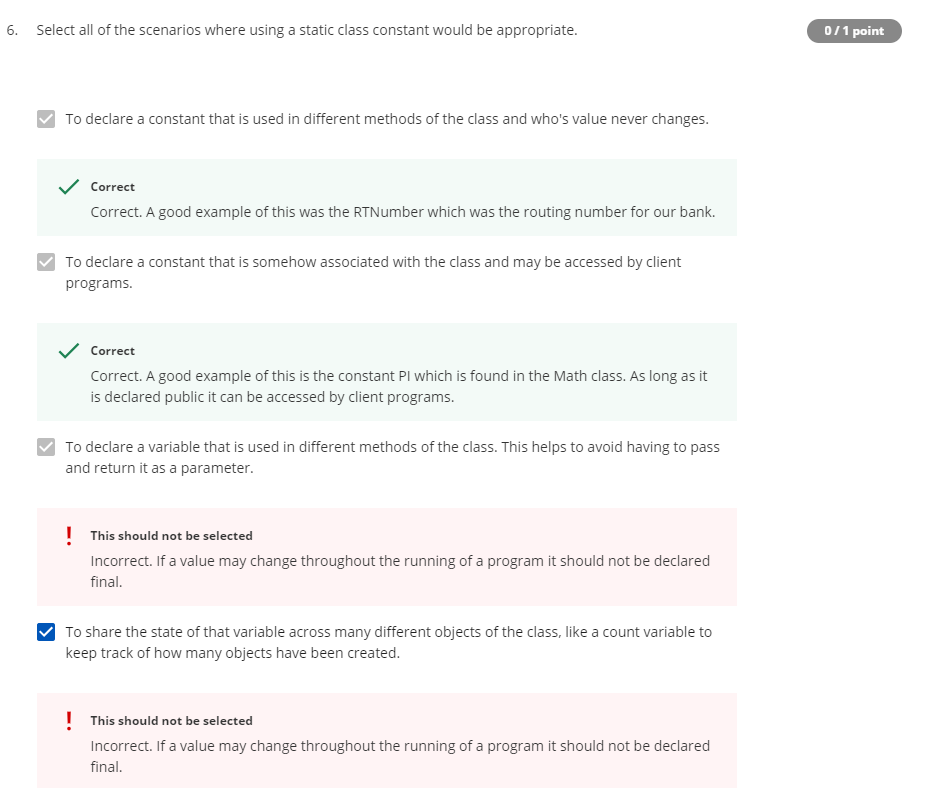 6. Select all of the scenarios where using a static class constant would be appropriate.
0 / 1 point
To declare a constant that is used in different methods of the class and who's value never changes.
Correct
Correct. A good example of this was the RTNumber which was the routing number for our bank.
To declare a constant that is somehow associated with the class and may be accessed by client
programs.
Correct
Correct. A good example of this is the constant PI which is found in the Math class. As long as it
is declared public it can be accessed by client programs.
To declare a variable that is used in different methods of the class. This helps to avoid having to pass
and return it as a parameter.
This should not be selected
Incorrect. If a value may change throughout the running of a program it should not be declared
final.
To share the state of that variable across many different objects of the class, like a count variable to
keep track of how many objects have been created.
This should not be selected
Incorrect. If a value may change throughout the running of a program it should not be declared
final.